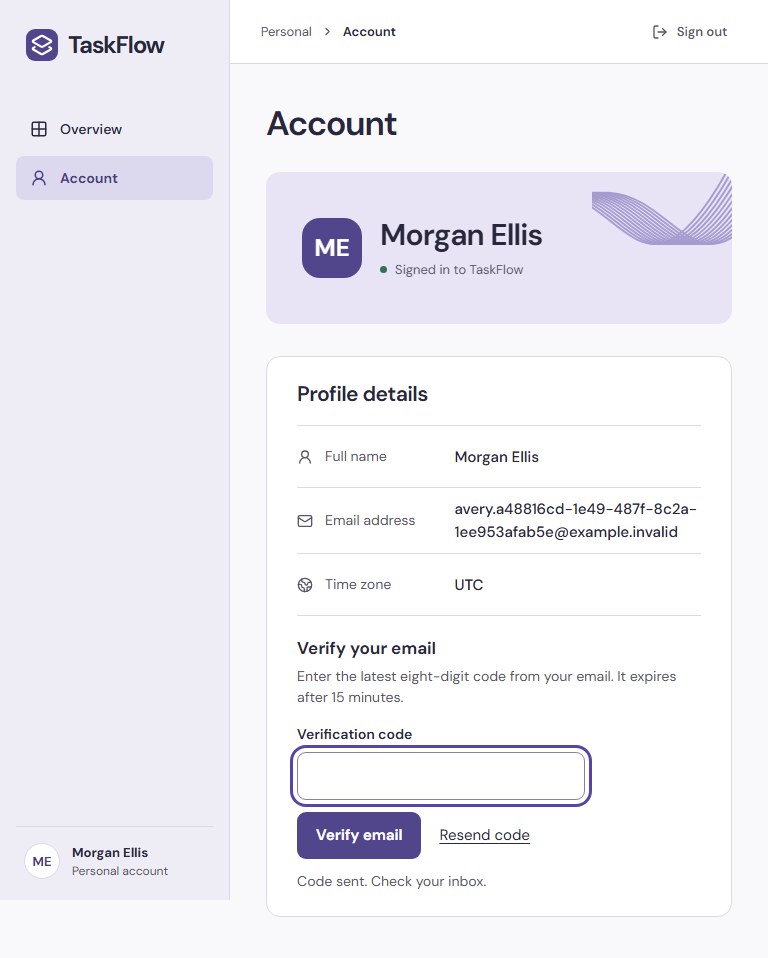 TaskFlow
Overview
Account
ME
Morgan Ellis
Personal account
Personal > Account
Sign out
Account
ME
Morgan Ellis
Signed in to TaskFlow
Profile details
Full name
Morgan Ellis
Email address
avery.a48816cd-1e49-487f-8c2a-
1ee953afab5e@example.invalid
Time zone
UTC
Verify your email
Enter the latest eight-digit code from your email. It expires
after 15 minutes.
Verification code
Verify email
Resend code
Code sent. Check your inbox.